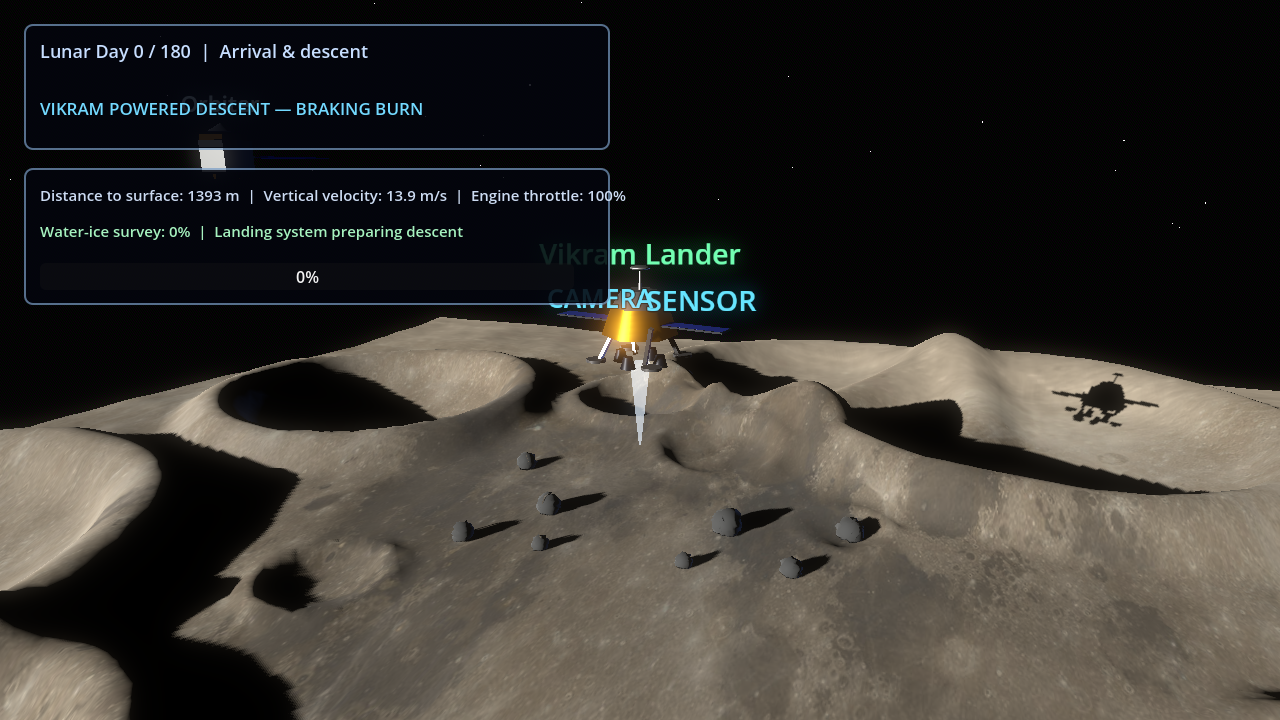 Lunar Day 0 / 180 | Arrival & descent
Orbiter
VIKRAM POWERED DESCENT — BRAKING BURN
Distance to surface: 1393 m | Vertical velocity: 13.9 m/s | Engine throttle: 100%
Water-ice survey: 0% | Landing system preparing descent
0%
Vikram Lander
CAMERA
SENSOR